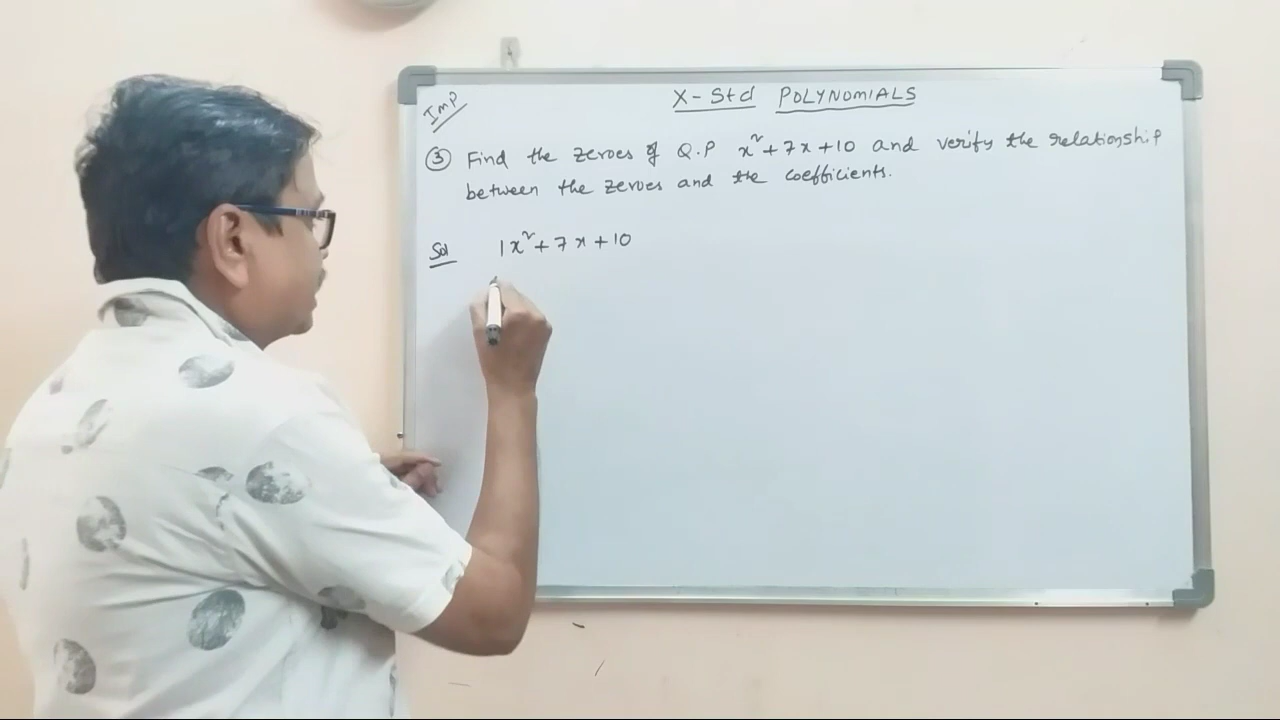 Imp
X-Std POLYNOMIALS
③ Find the zeroes of Q.P x²+7x+10 and verify the relationship
between the zeroes and the coefficients.
Sol 1x²+7x+10